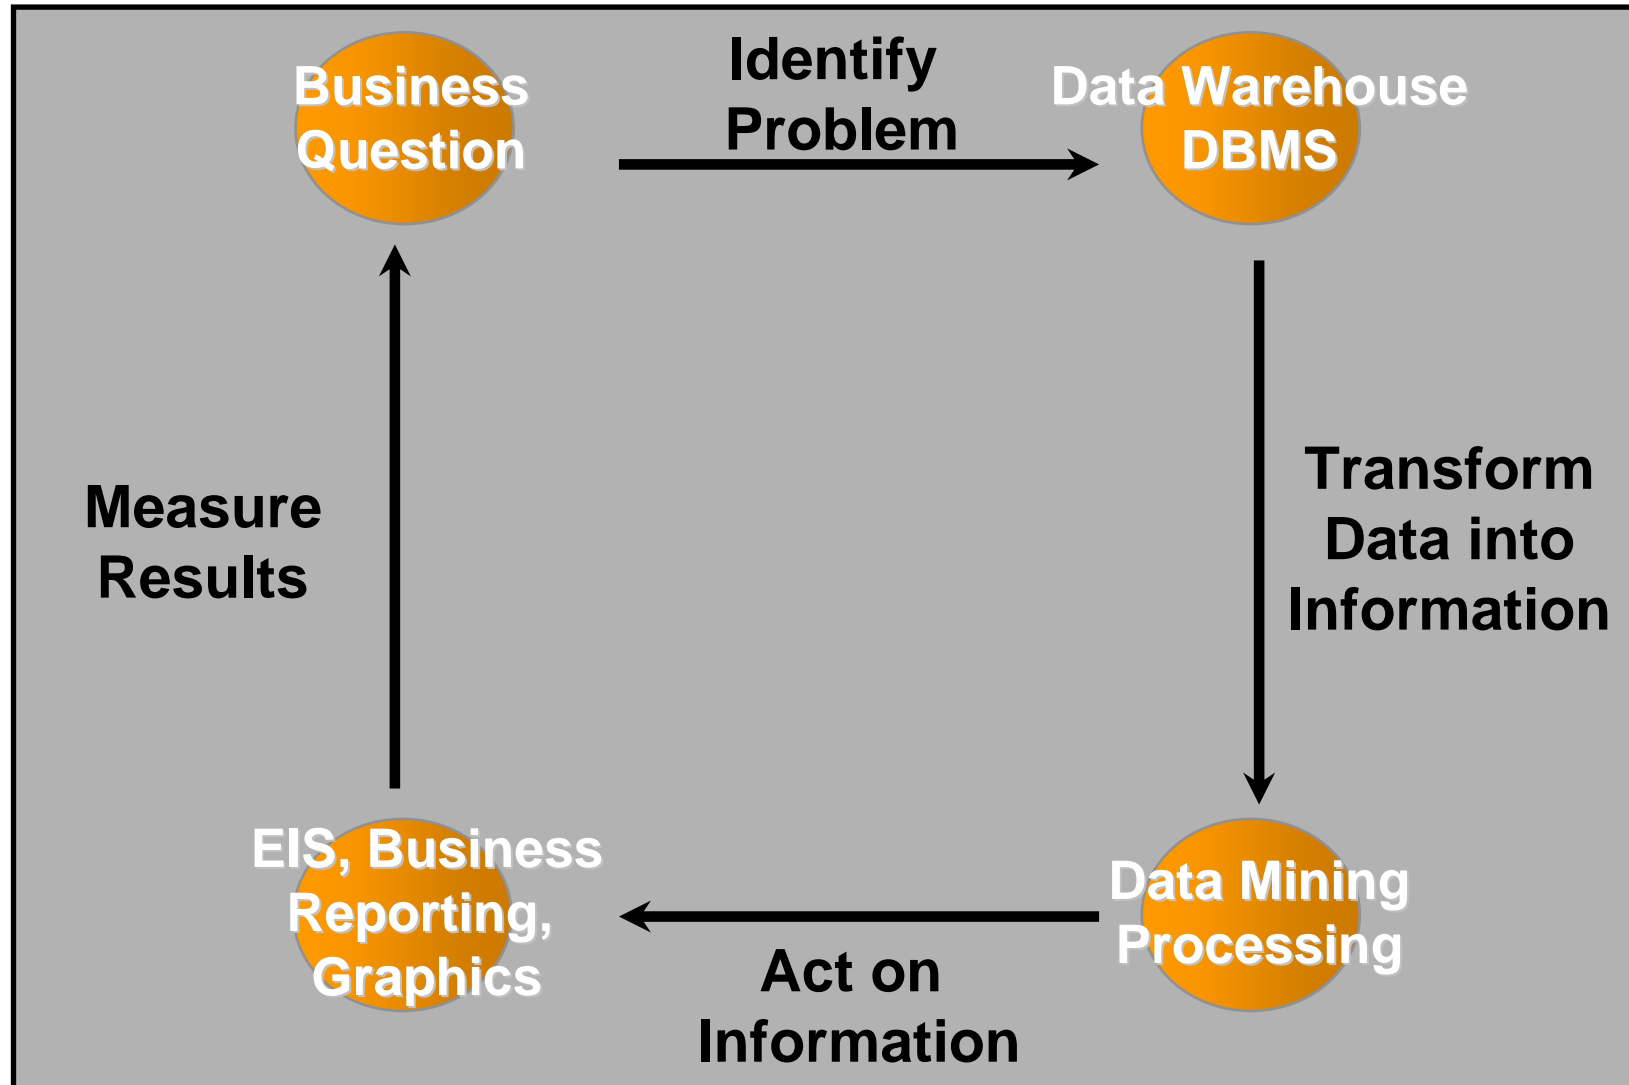 Business
Question
Identify
Problem
Data Warehouse
DBMS
Measure
Results
Transform
Data into
Information
EIS, Business
Reporting,
Graphics
Act on
Information
Data Mining
Processing